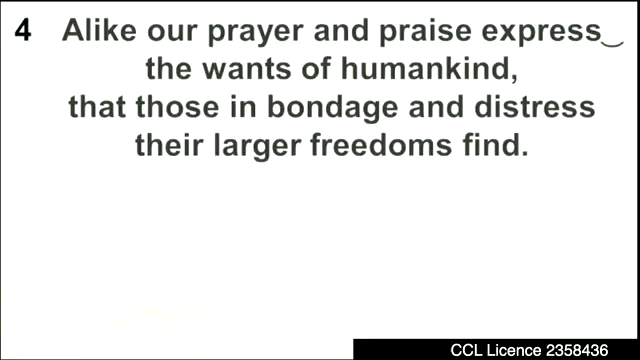 4 Alike our prayer and praise express‿
the wants of humankind,
that those in bondage and distress
their larger freedoms find.
CCL Licence 2358436